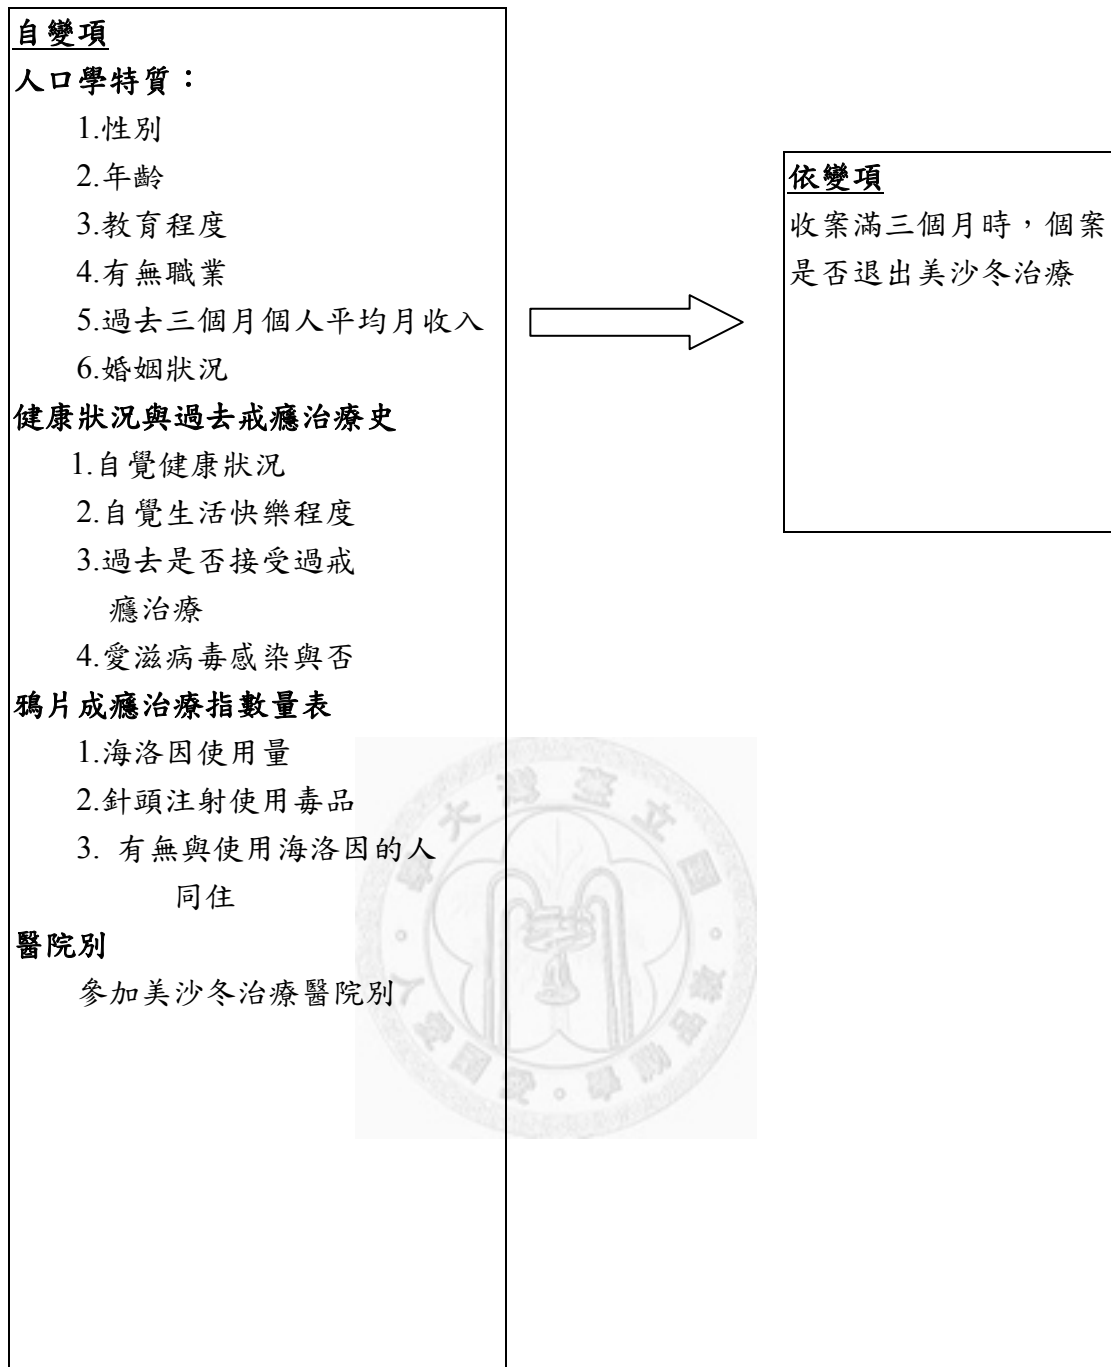 自變項
人口學特質：
1.性別
2.年齡
3.教育程度
4.有無職業
5.過去三個月個人平均月收入
6.婚姻狀況
健康狀況與過去戒癮治療史
1.自覺健康狀況
2.自覺生活快樂程度
3.過去是否接受過戒
癮治療
4.愛滋病毒感染與否
鴉片成癮治療指數量表
1.海洛因使用量
2.針頭注射使用毒品
3. 有無與使用海洛因的人
同住
醫院別
參加美沙冬治療醫院別
依變項
收案滿三個月時，個案
是否退出美沙冬治療